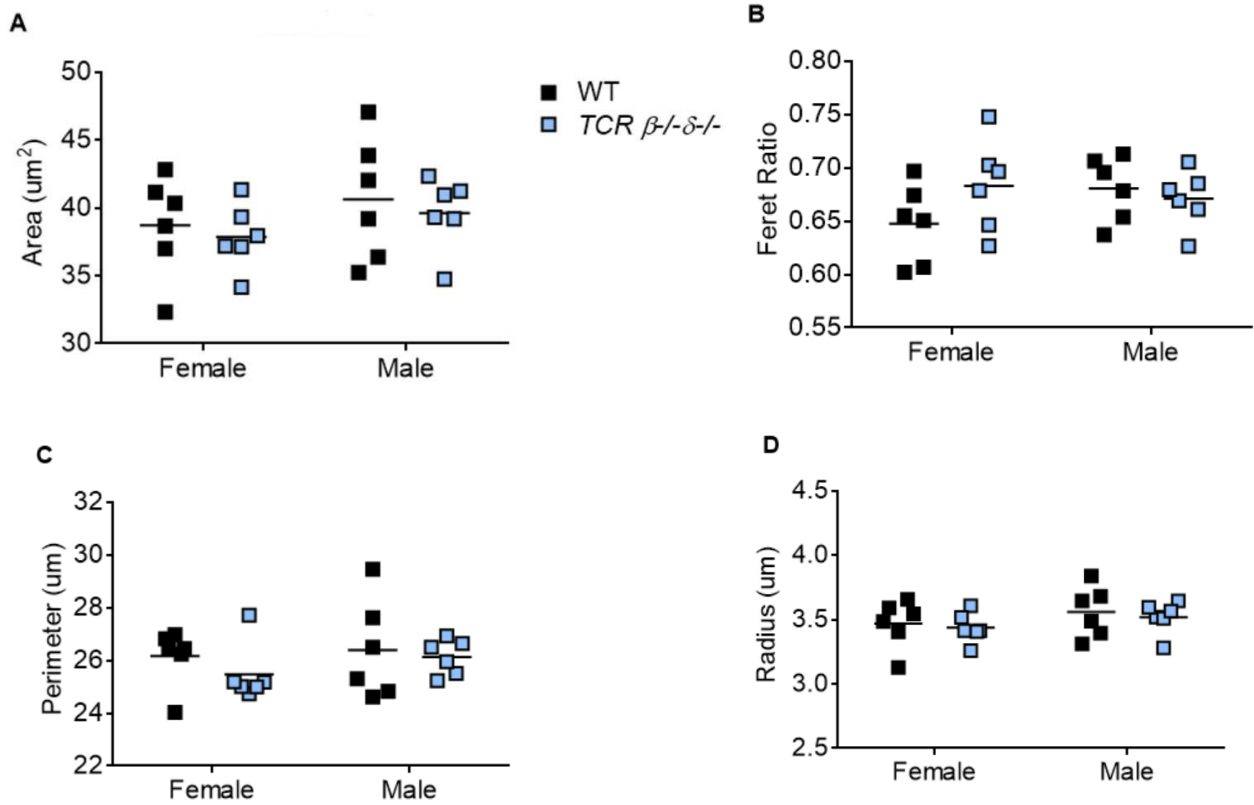 A
50
45
40
35
30
Area (um²)
Female
Male
WT
TCR β-/-δ-/-
B
0.80
0.75
0.70
0.65
0.60
0.55
Feret Ratio
Female
Male
C
32
30
28
26
24
22
Perimeter (um)
Female
Male
D
4.5
4.0
3.5
3.0
2.5
Radius (um)
Female
Male